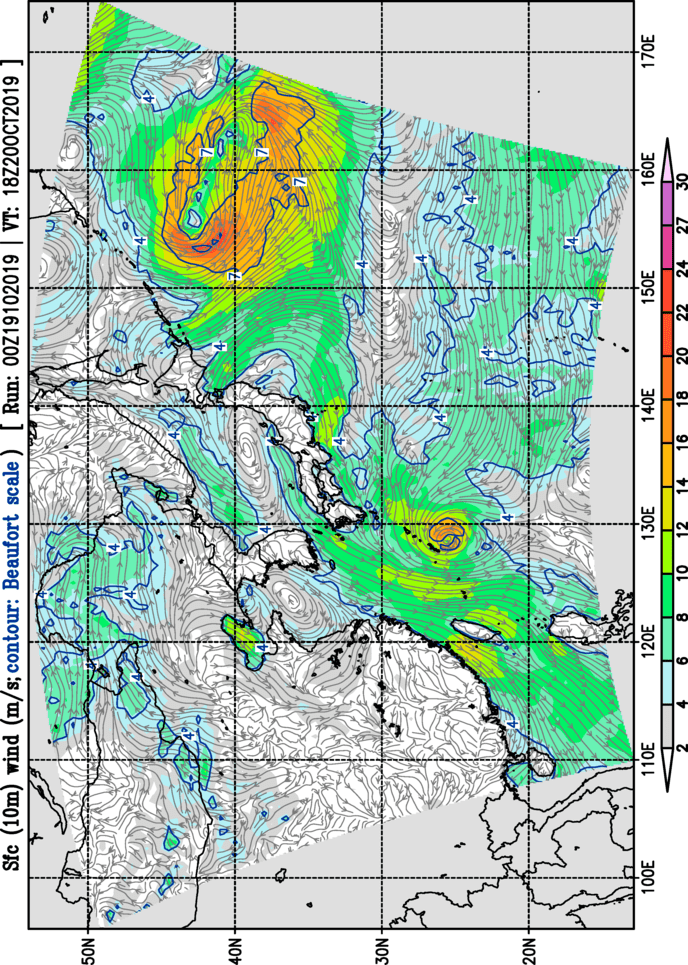 Sfc (10m) wind (m/s;contour: Beaufort scale) [ Run: 00Z19102019 | VT: 18Z20OCT2019 ]
50N
40N
30N
20N
100E
110E
120E
130E
140E
150E
160E
170E
4 4 4 4 4 4 4 4 4 4 4 4 4 4 4 4 4 4 4 4
7 7 7 7
2 4 6 8 10 12 14 16 18 20 22 24 27 30